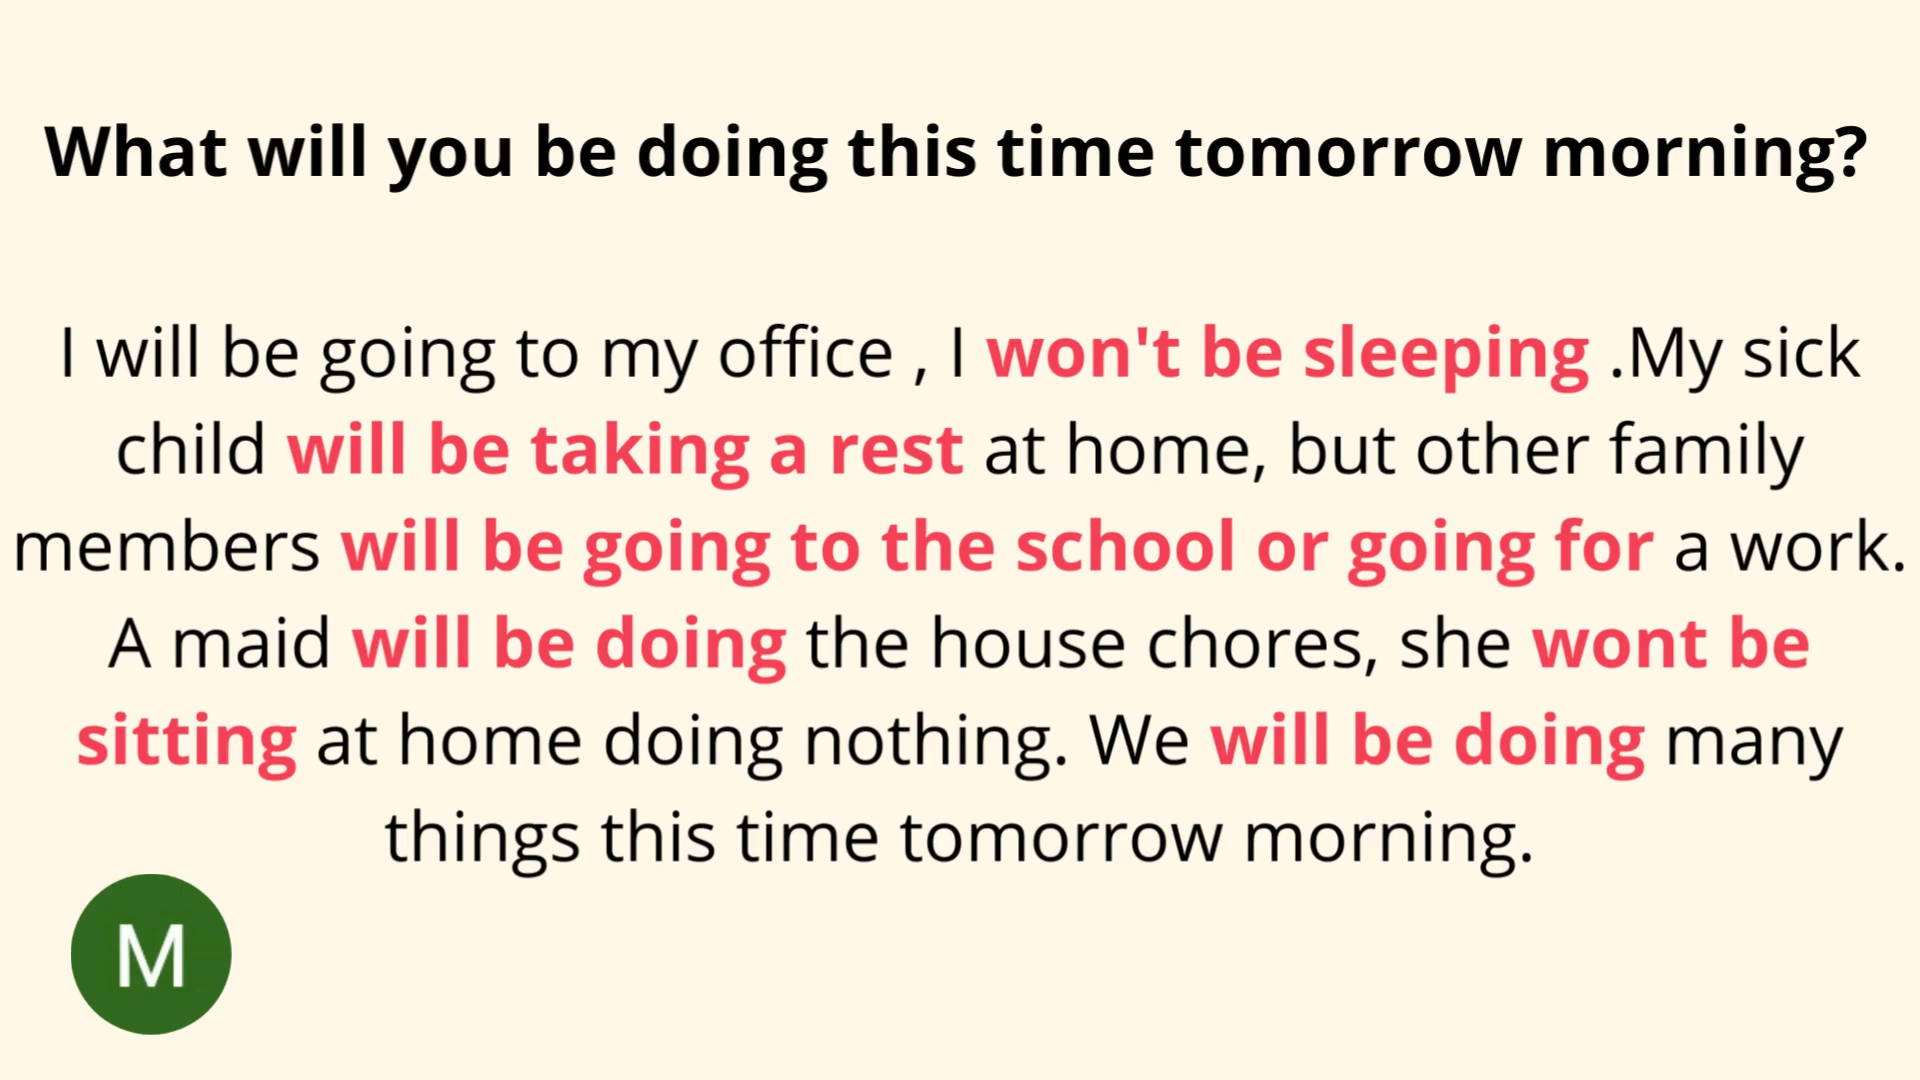 What will you be doing this time tomorrow morning?
I will be going to my office , I won't be sleeping .My sick
child will be taking a rest at home, but other family
members will be going to the school or going for a work.
A maid will be doing the house chores, she wont be
sitting at home doing nothing. We will be doing many
things this time tomorrow morning.
M